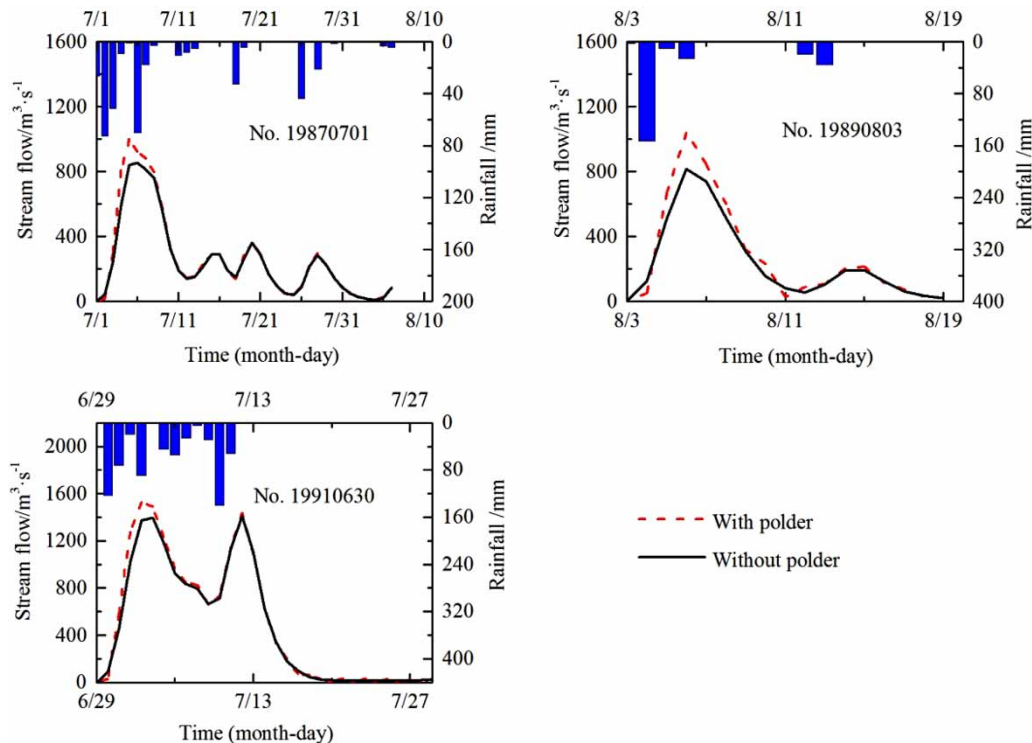 7/1 7/11 7/21 7/31 8/10
1600 1200 800 400 0
Stream flow/m³·s⁻¹
No. 19870701
0 40 80 120 160 200
Rainfall /mm
7/1 7/11 7/21 7/31 8/10
Time (month-day)
8/3 8/11 8/19
1600 1200 800 400 0
Stream flow/m³·s⁻¹
No. 19890803
0 80 160 240 320 400
Rainfall /mm
8/3 8/11 8/19
Time (month-day)
6/29 7/13 7/27
2000 1600 1200 800 400 0
Stream flow/m³·s⁻¹
No. 19910630
0 80 160 240 320 400
Rainfall /mm
6/29 7/13 7/27
Time (month-day)
With polder
Without polder